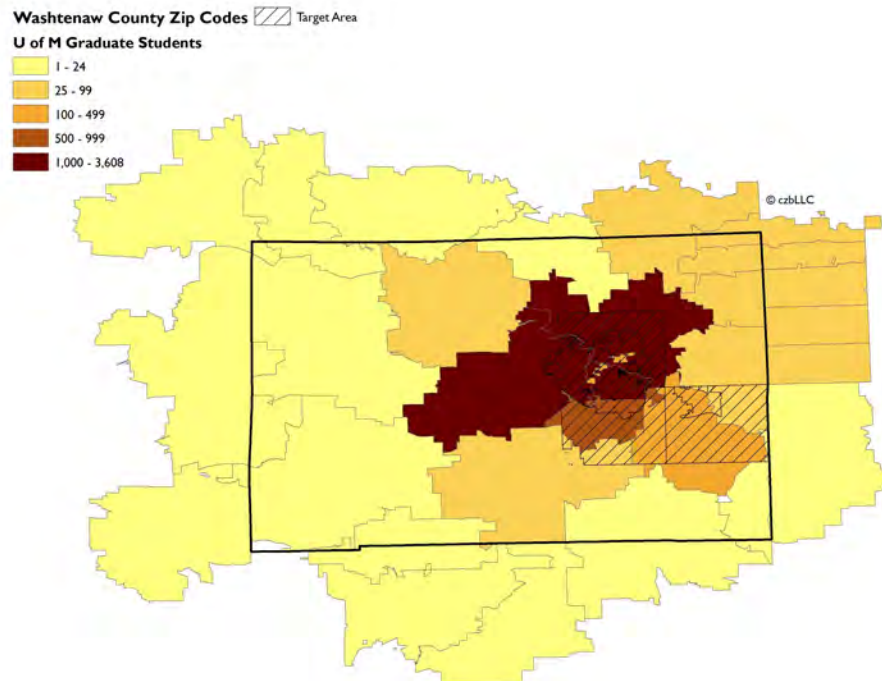 Washtenaw County Zip Codes Target Area
U of M Graduate Students
1 - 24
25 - 99
100 - 499
500 - 999
1,000 - 3,608
© czbLLC